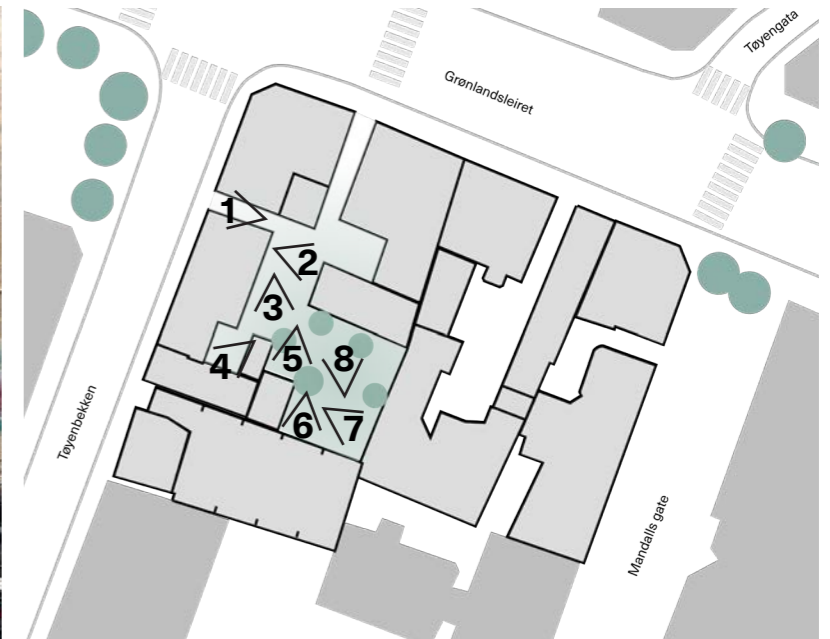 Tøyengata
Grønlandsleiret
1
2
3
4
5
8
6
7
Tøyenbekken
Mandalls gate